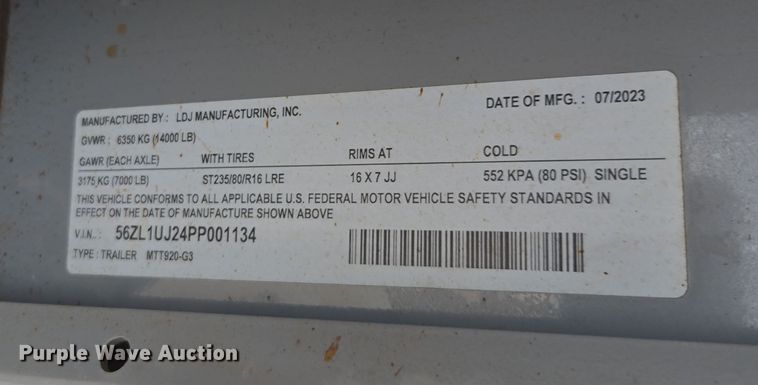 MANUFACTURED BY: LDJ MANUFACTURING, INC. DATE OF MFG. : 07/2023
GVWR : 6350 KG (14000 LB)
GAWR (EACH AXLE) WITH TIRES RIMS AT COLD
3175 KG (7000 LB) ST235/80/R16 LRE 16 X 7 JJ 552 KPA (80 PSI) SINGLE
THIS VEHICLE CONFORMS TO ALL APPLICABLE U.S. FEDERAL MOTOR VEHICLE SAFETY STANDARDS IN
EFFECT ON THE DATE OF MANUFACTURE SHOWN ABOVE
V.I.N. : 56ZL1UJ24PP001134
TYPE : TRAILER MTT920-G3
Purple Wave Auction